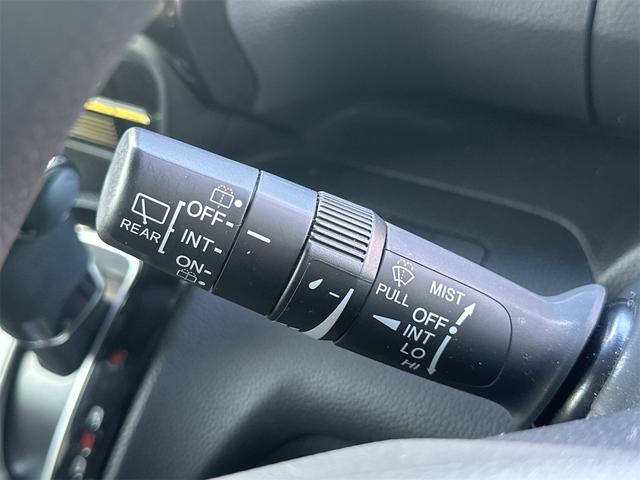 REAR
OFF
INT
ON
PULL
MIST
OFF
INT
LO
HI